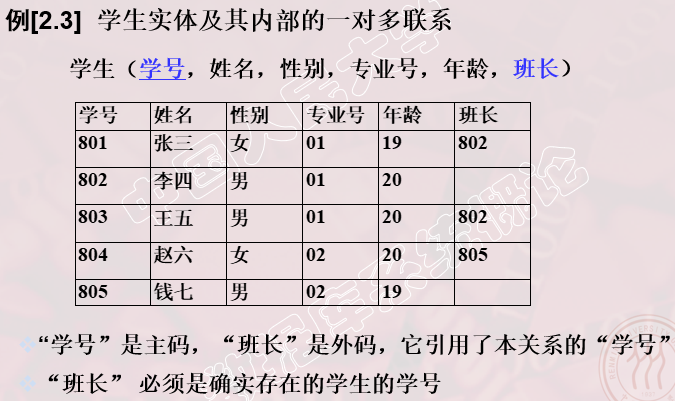 例[2.3] 学生实体及其内部的一对多联系
学生（学号，姓名，性别，专业号，年龄，班长）
学号 姓名 性别 专业号 年龄 班长
801 张三 女 01 19 802
802 李四 男 01 20
803 王五 男 01 20 802
804 赵六 女 02 20 805
805 钱七 男 02 19
“学号”是主码，“班长”是外码，它引用了本关系的“学号”
“班长” 必须是确实存在的学生的学号